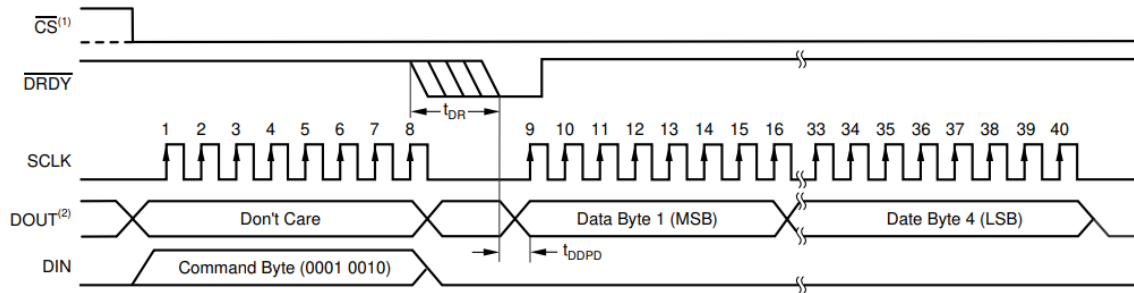 CS(1)
DRDY
tDR
1 2 3 4 5 6 7 8 9 10 11 12 13 14 15 16 33 34 35 36 37 38 39 40
SCLK
DOUT(2) Don't Care Data Byte 1 (MSB) Date Byte 4 (LSB)
tDDPD
DIN Command Byte (0001 0010)